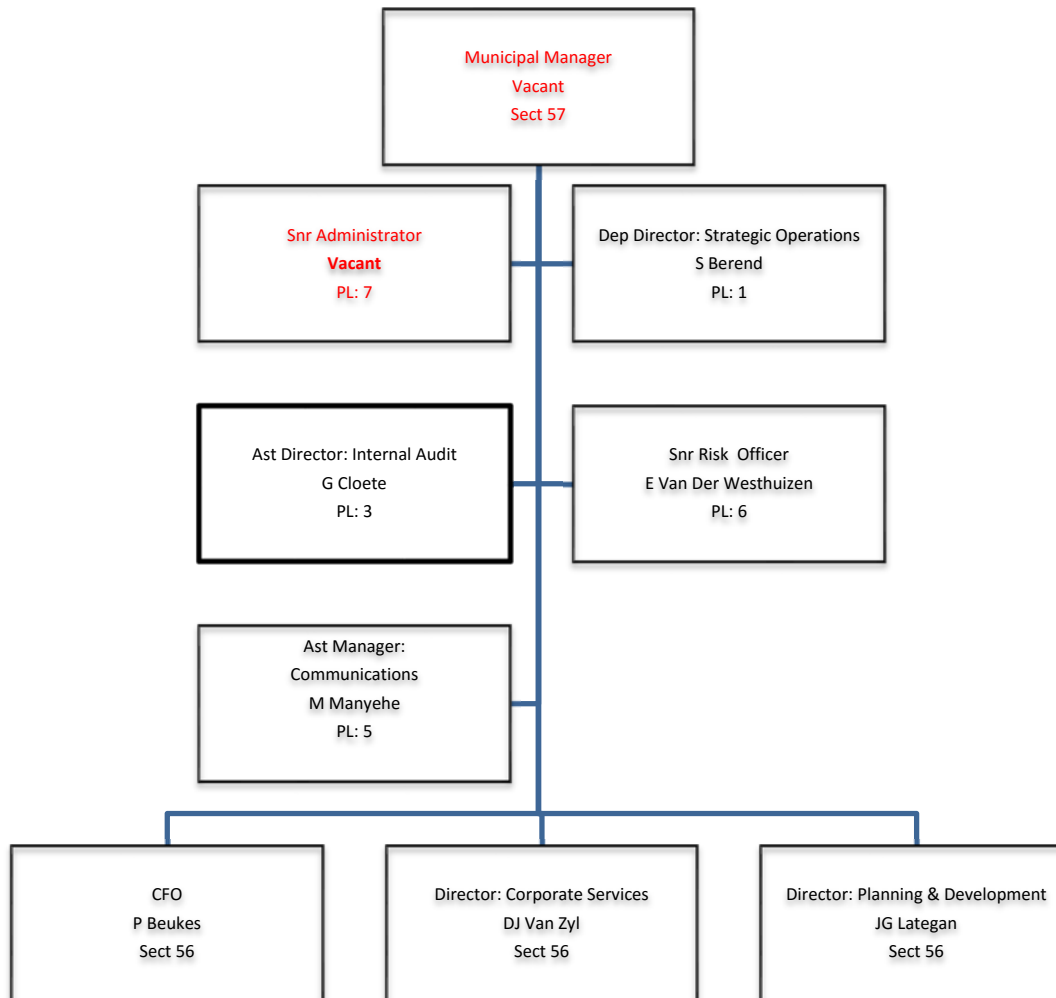 Municipal Manager
Vacant
Sect 57
Snr Administrator
Vacant
PL: 7
Dep Director: Strategic Operations
S Berend
PL: 1
Ast Director: Internal Audit
G Cloete
PL: 3
Snr Risk  Officer
E Van Der Westhuizen
PL: 6
Ast Manager:
Communications
M Manyehe
PL: 5
CFO
P Beukes
Sect 56
Director: Corporate Services
DJ Van Zyl
Sect 56
Director: Planning & Development
JG Lategan
Sect 56